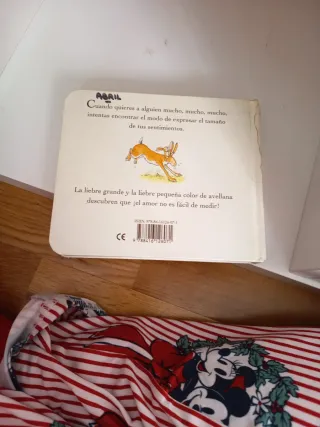 ABRIL
Cuando quieres a alguien mucho, mucho, mucho,
intentas encontrar el modo de expresar el tamaño
de tus sentimientos.
La liebre grande y la liebre pequeña color de avellana
descubren que ¡el amor no es fácil de medir!
CE